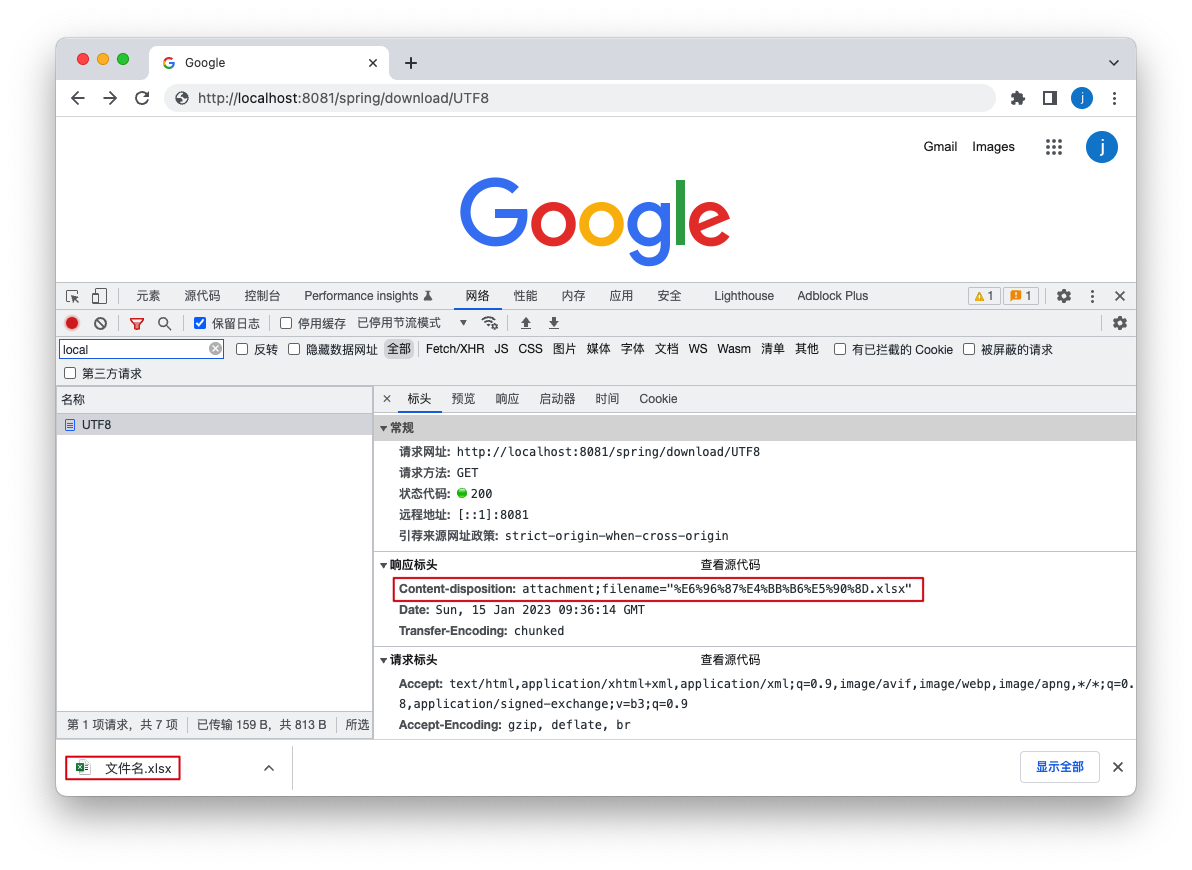 Google
http://localhost:8081/spring/download/UTF8
j
Gmail Images j
Google
元素 源代码 控制台 Performance insights 网络 性能 内存 应用 安全 Lighthouse Adblock Plus 1 1
保留日志 停用缓存 已停用节流模式
local 反转 隐藏数据网址 全部 Fetch/XHR JS CSS 图片 媒体 字体 文档 WS Wasm 清单 其他 有已拦截的 Cookie 被屏蔽的请求
第三方请求
名称
UTF8
第 1 项请求，共 7 项 已传输 159 B，共 813 B 所选
标头 预览 响应 启动器 时间 Cookie
常规
请求网址: http://localhost:8081/spring/download/UTF8
请求方法: GET
状态代码: 200
远程地址: [::1]:8081
引荐来源网址政策: strict-origin-when-cross-origin
响应标头 查看源代码
Content-disposition: attachment;filename="%E6%96%87%E4%BB%B6%E5%90%8D.xlsx"
Date: Sun, 15 Jan 2023 09:36:14 GMT
Transfer-Encoding: chunked
请求标头 查看源代码
Accept: text/html,application/xhtml+xml,application/xml;q=0.9,image/avif,image/webp,image/apng,*/*;q=0.
8,application/signed-exchange;v=b3;q=0.9
Accept-Encoding: gzip, deflate, br
文件名.xlsx
显示全部